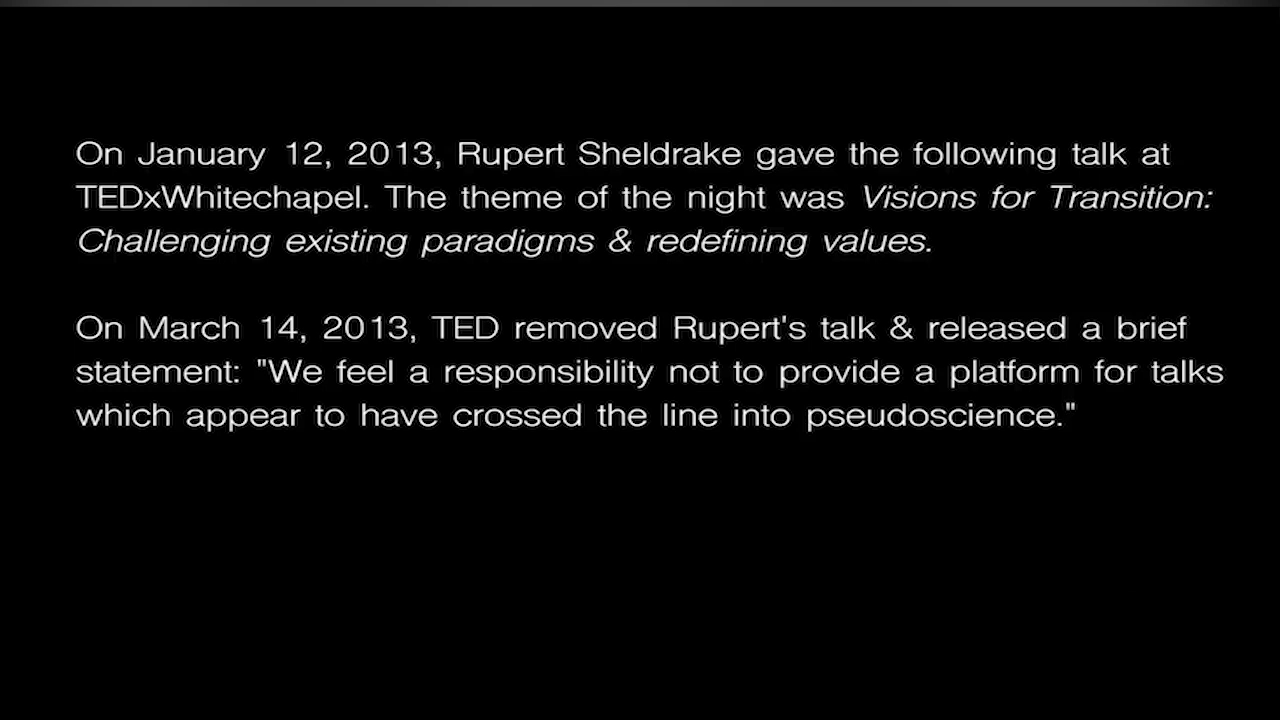 On January 12, 2013, Rupert Sheldrake gave the following talk at
TEDxWhitechapel. The theme of the night was Visions for Transition:
Challenging existing paradigms & redefining values.
On March 14, 2013, TED removed Rupert's talk & released a brief
statement: "We feel a responsibility not to provide a platform for talks
which appear to have crossed the line into pseudoscience."